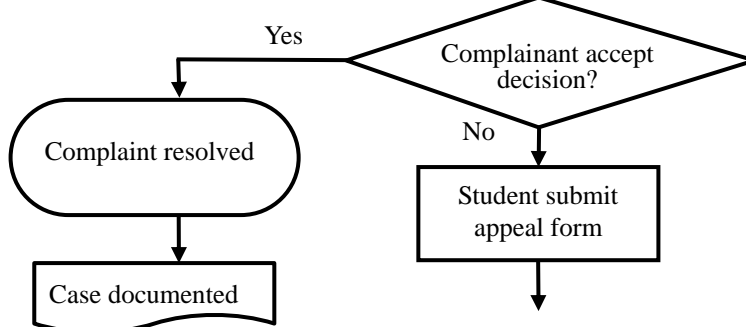 Yes
Complainant accept
decision?
No
Complaint resolved
Student submit
appeal form
Case documented